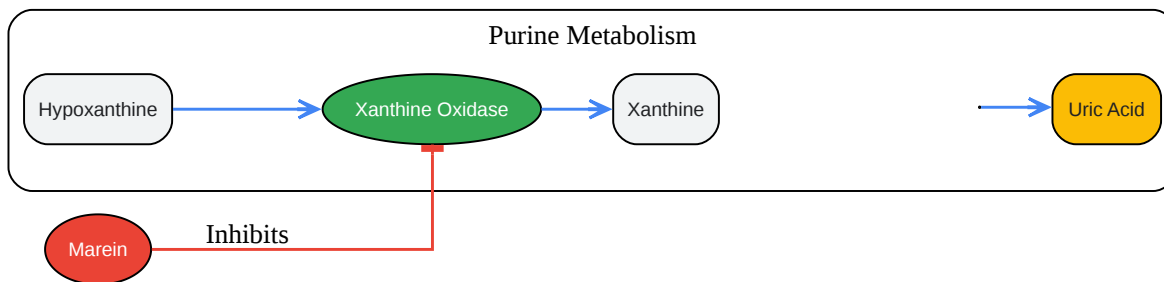 Purine Metabolism
Hypoxanthine
Xanthine Oxidase
Xanthine
Uric Acid
Inhibits
Marein